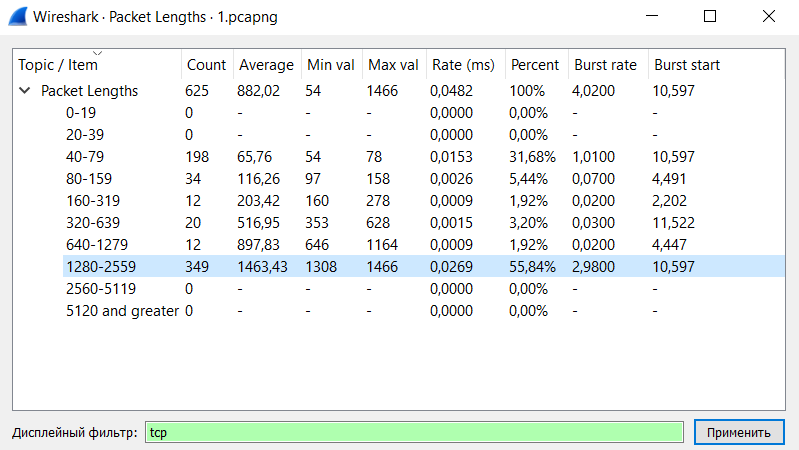 Wireshark · Packet Lengths · 1.pcapng
Topic / Item Count Average Min val Max val Rate (ms) Percent Burst rate Burst start
Packet Lengths 625 882,02 54 1466 0,0482 100% 4,0200 10,597
0-19 0 - - - 0,0000 0,00% - -
20-39 0 - - - 0,0000 0,00% - -
40-79 198 65,76 54 78 0,0153 31,68% 1,0100 10,597
80-159 34 116,26 97 158 0,0026 5,44% 0,0700 4,491
160-319 12 203,42 160 278 0,0009 1,92% 0,0200 2,202
320-639 20 516,95 353 628 0,0015 3,20% 0,0300 11,522
640-1279 12 897,83 646 1164 0,0009 1,92% 0,0200 4,447
1280-2559 349 1463,43 1308 1466 0,0269 55,84% 2,9800 10,597
2560-5119 0 - - - 0,0000 0,00% - -
5120 and greater 0 - - - 0,0000 0,00% - -
Дисплейный фильтр: tcp Применить